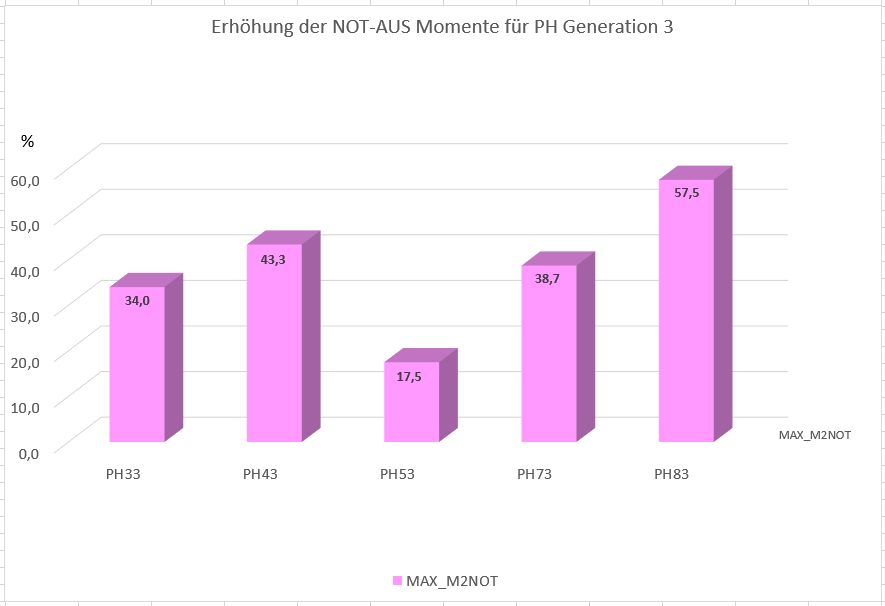 Erhöhung der NOT-AUS Momente für PH Generation 3
%
60,0
50,0
40,0
30,0
20,0
10,0
0,0
34,0
43,3
17,5
38,7
57,5
PH33
PH43
PH53
PH73
PH83
MAX_M2NOT
MAX_M2NOT